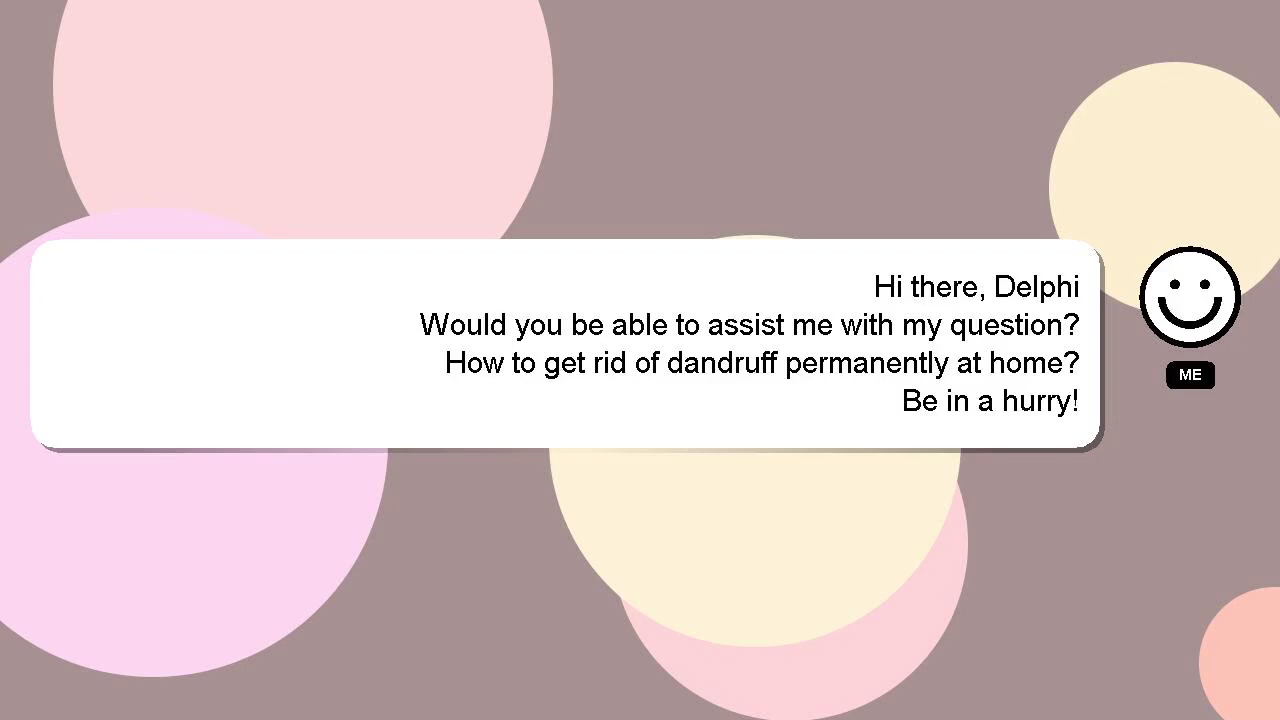 Hi there, Delphi
Would you be able to assist me with my question?
How to get rid of dandruff permanently at home?
Be in a hurry!
ME